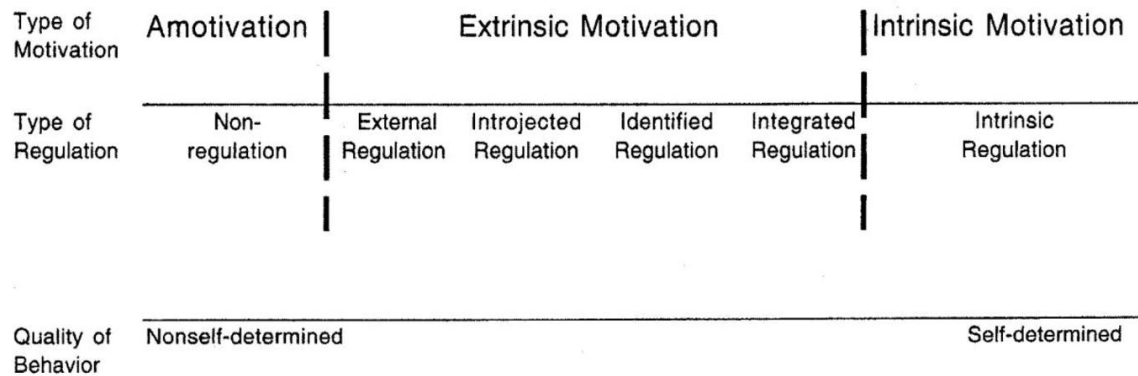 Type of Motivation
Amotivation
Extrinsic Motivation
Intrinsic Motivation
Type of Regulation
Non-regulation
External Regulation
Introjected Regulation
Identified Regulation
Integrated Regulation
Intrinsic Regulation
Quality of Behavior
Nonself-determined
Self-determined